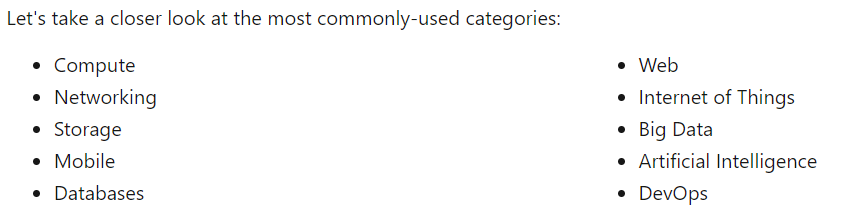 Let's take a closer look at the most commonly-used categories:
• Compute
• Networking
• Storage
• Mobile
• Databases
• Web
• Internet of Things
• Big Data
• Artificial Intelligence
• DevOps